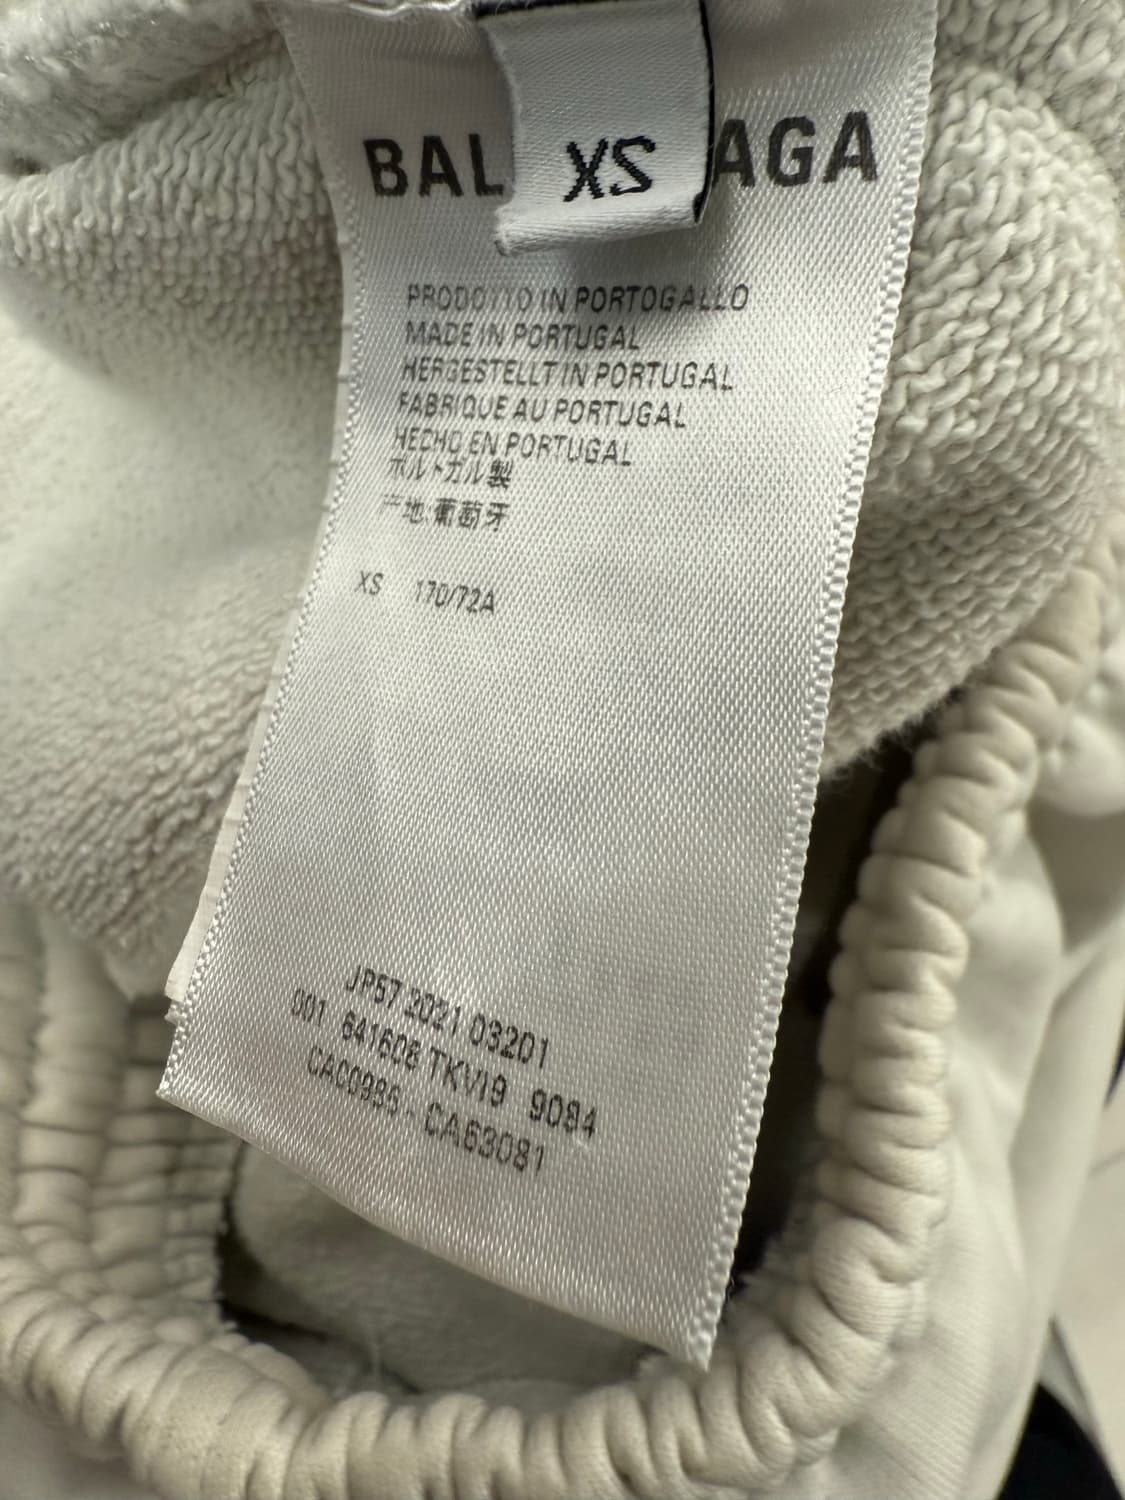 BAL AGA
XS
PRODOTTO IN PORTOGALLO
MADE IN PORTUGAL
HERGESTELLT IN PORTUGAL
FABRIQUE AU PORTUGAL
HECHO EN PORTUGAL
ポルトガル製
产地:葡萄牙
XS 170/72A
JP57 2021 03201
001 641608 TKVI9 9084
CA00986 - CA63081